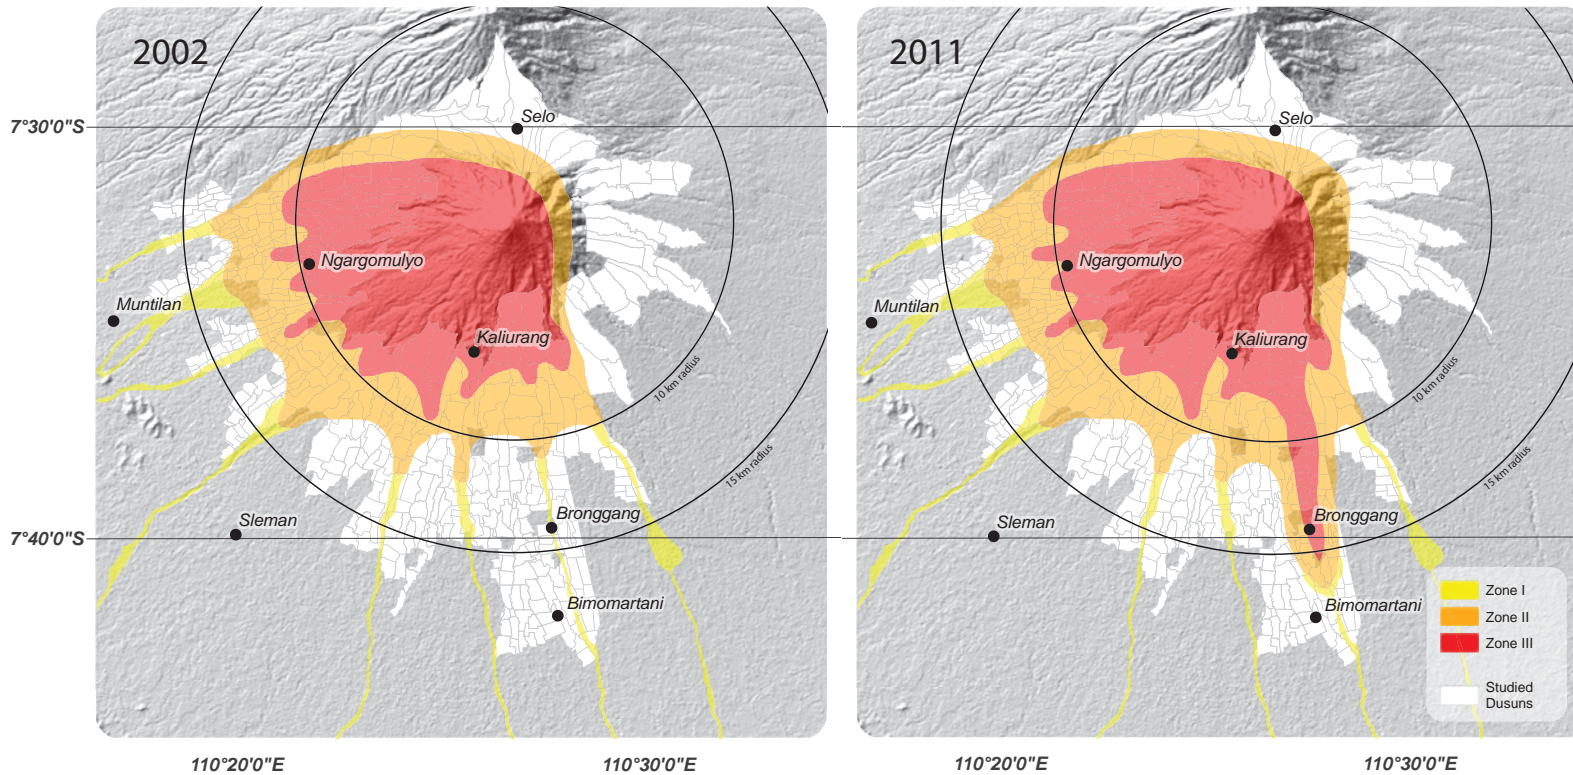 2002
2011
7°30'0"S
Selo
Selo
Ngargomulyo
Ngargomulyo
Muntilan
Muntilan
Kaliurang
Kaliurang
10 km radius
10 km radius
15 km radius
15 km radius
Sleman
Bronggang
Sleman
Bronggang
7°40'0"S
Bimomartani
Bimomartani
Zone I
Zone II
Zone III
Studied
Dusuns
110°20'0"E
110°30'0"E
110°20'0"E
110°30'0"E